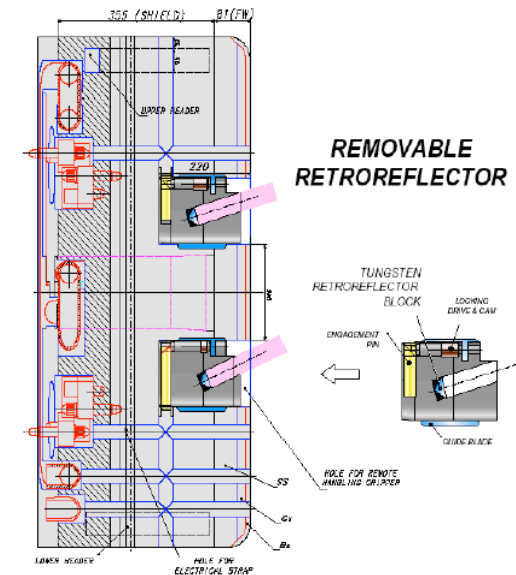 355 (SHIELD)
81(FW)
UPPER HEADER
220
REMOVABLE
RETROREFLECTOR
TUNGSTEN
RETROREFLECTOR
BLOCK
LOCKING
DRIVE & CAM
ENGAGEMENT
PIN
GUIDE BLADE
HOLE FOR REMOTE
HANDLING GRIPPER
SS
Be
LOWER HEADER
HOLE FOR
ELECTRICAL STRAP